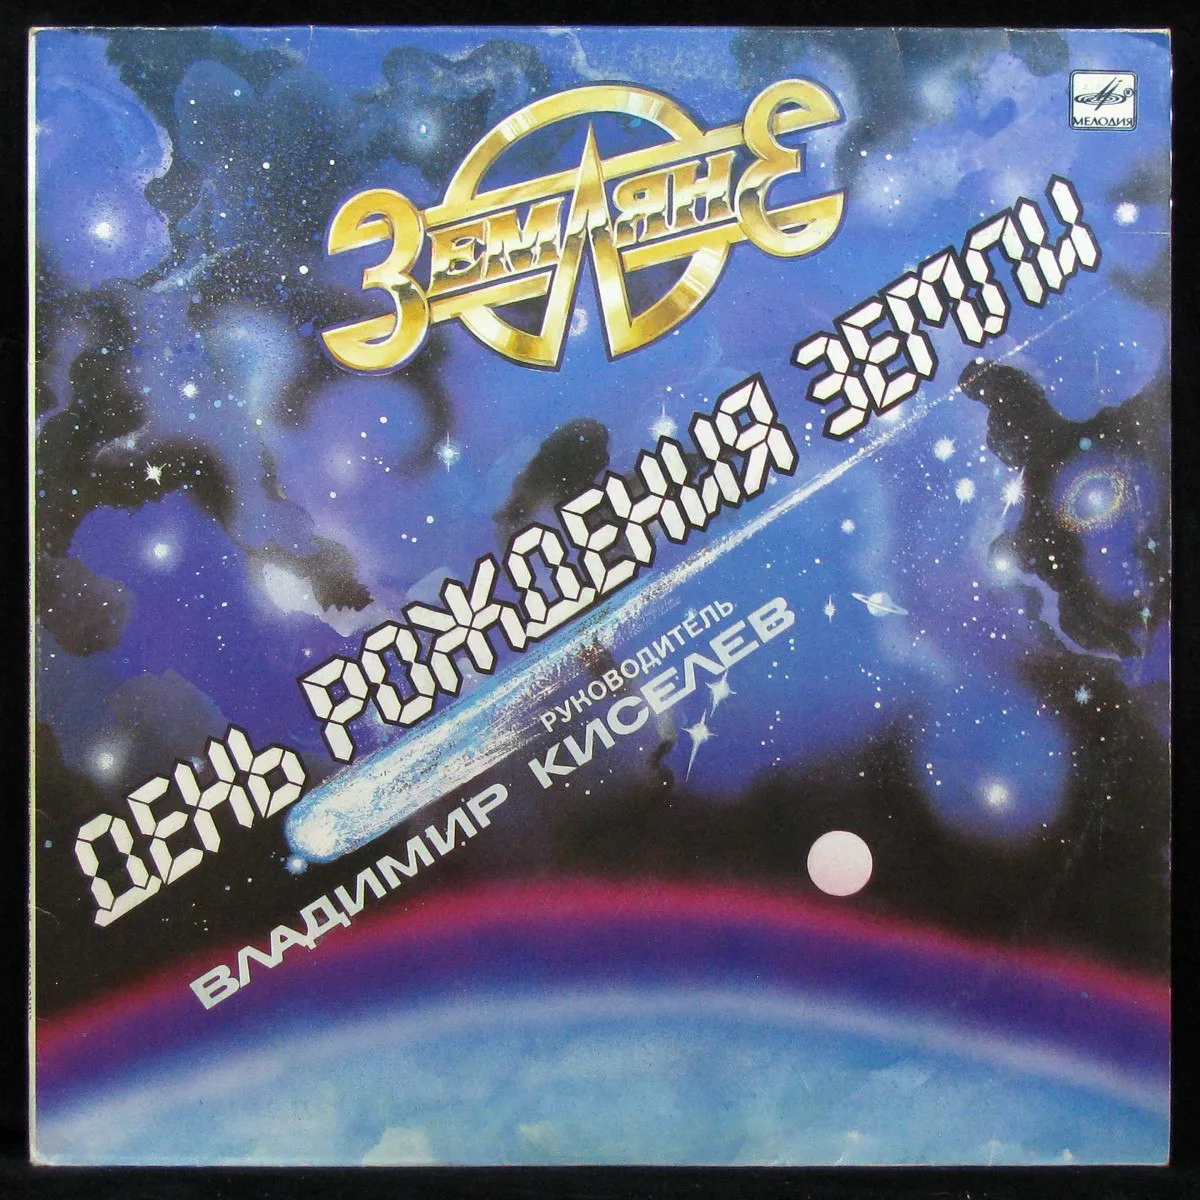 ЗЕМЛЯНЕ
МЕЛОДИЯ
ДЕНЬ РОЖДЕНИЯ ЗЕМЛИ
РУКОВОДИТЕЛЬ
ВЛАДИМИР КИСЕЛЕВ